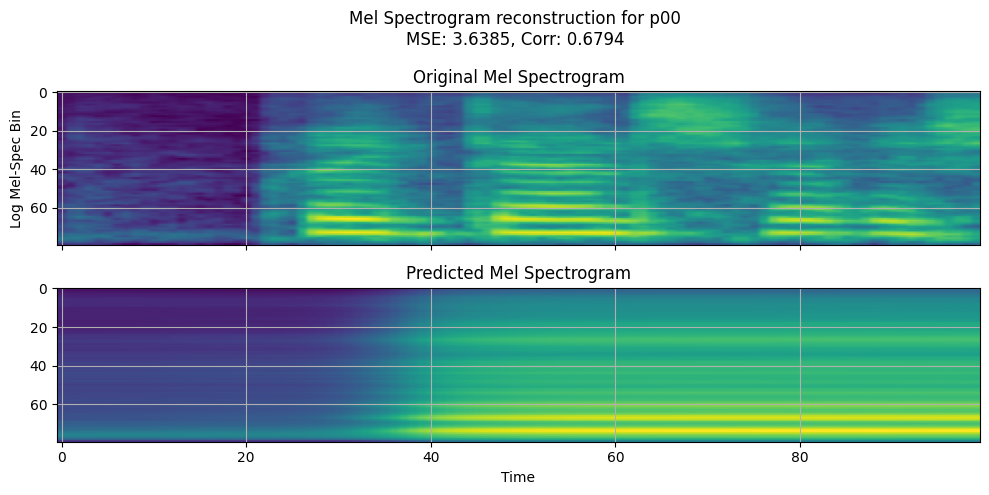 Mel Spectrogram reconstruction for p00
MSE: 3.6385, Corr: 0.6794
Original Mel Spectrogram
Log Mel-Spec Bin
0
20
40
60
Predicted Mel Spectrogram
0
20
40
60
0 20 40 60 80
Time